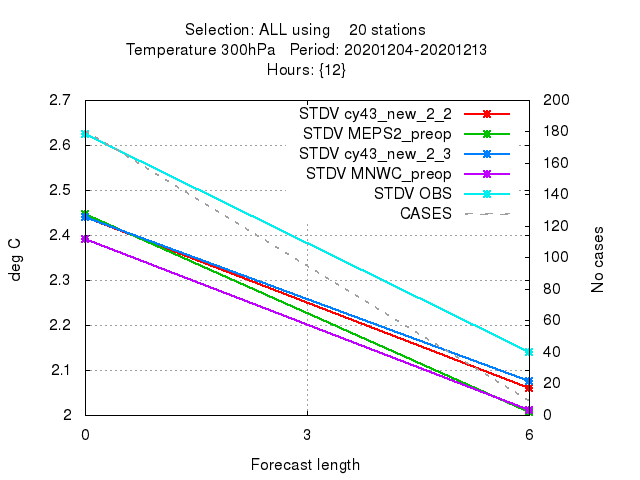 Selection: ALL using    20 stations
Temperature 300hPa   Period: 20201204-20201213
Hours: {12}
2.7
2.6
2.5
2.4
2.3
2.2
2.1
2
deg C
STDV cy43_new_2_2
STDV MEPS2_preop
STDV cy43_new_2_3
STDV MNWC_preop
STDV OBS
CASES
200
180
160
140
120
100
80
60
40
20
0
No cases
0 3 6
Forecast length